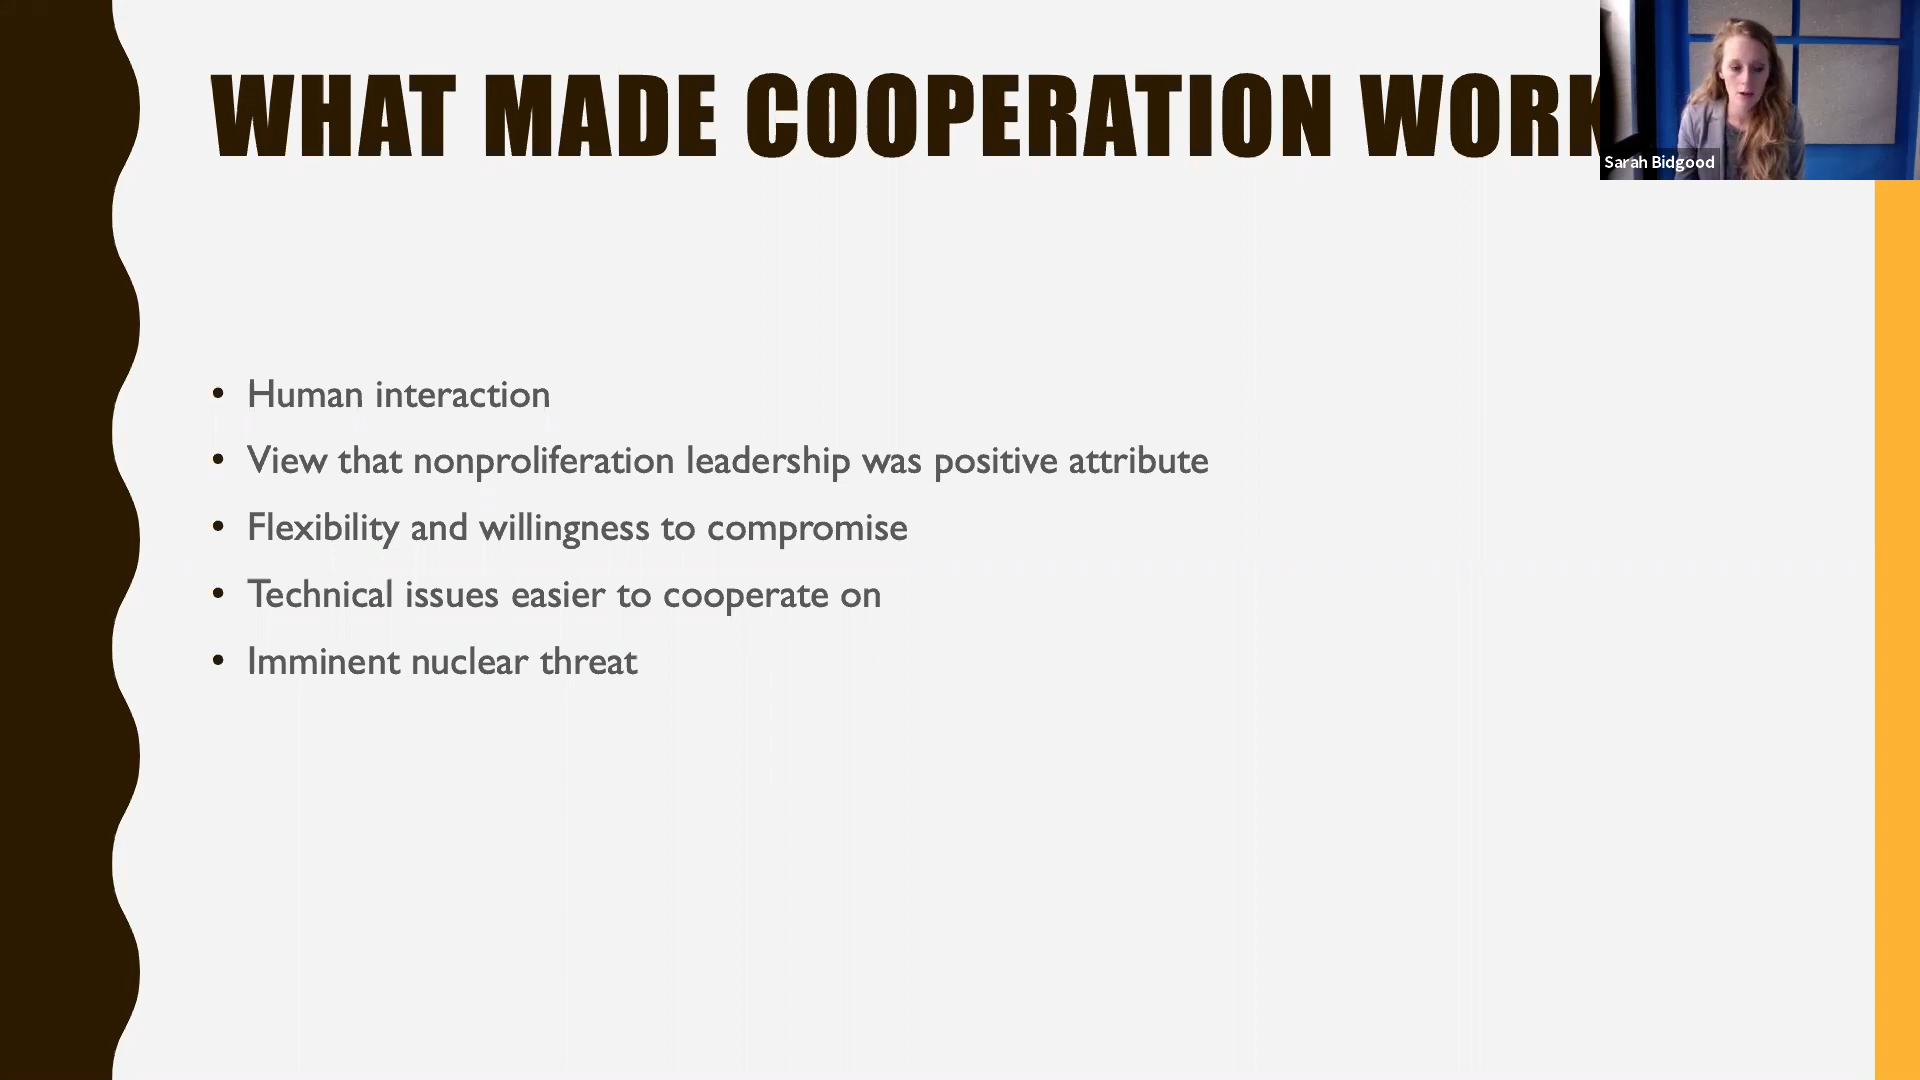 WHAT MADE COOPERATION WORK
Sarah Bidgood
• Human interaction
• View that nonproliferation leadership was positive attribute
• Flexibility and willingness to compromise
• Technical issues easier to cooperate on
• Imminent nuclear threat